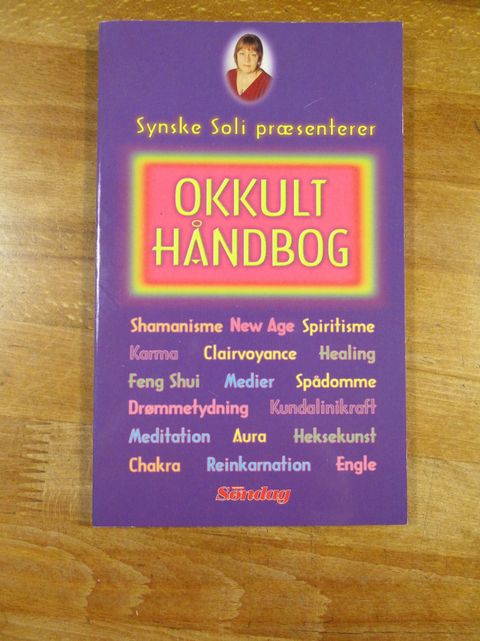 Synske Soli præsenterer
OKKULT
HÅNDBOG
Shamanisme New Age Spiritisme
Karma Clairvoyance Healing
Feng Shui Medier Spådomme
Drømmetydning Kundalinikraft
Meditation Aura Heksekunst
Chakra Reinkarnation Engle
Søndag